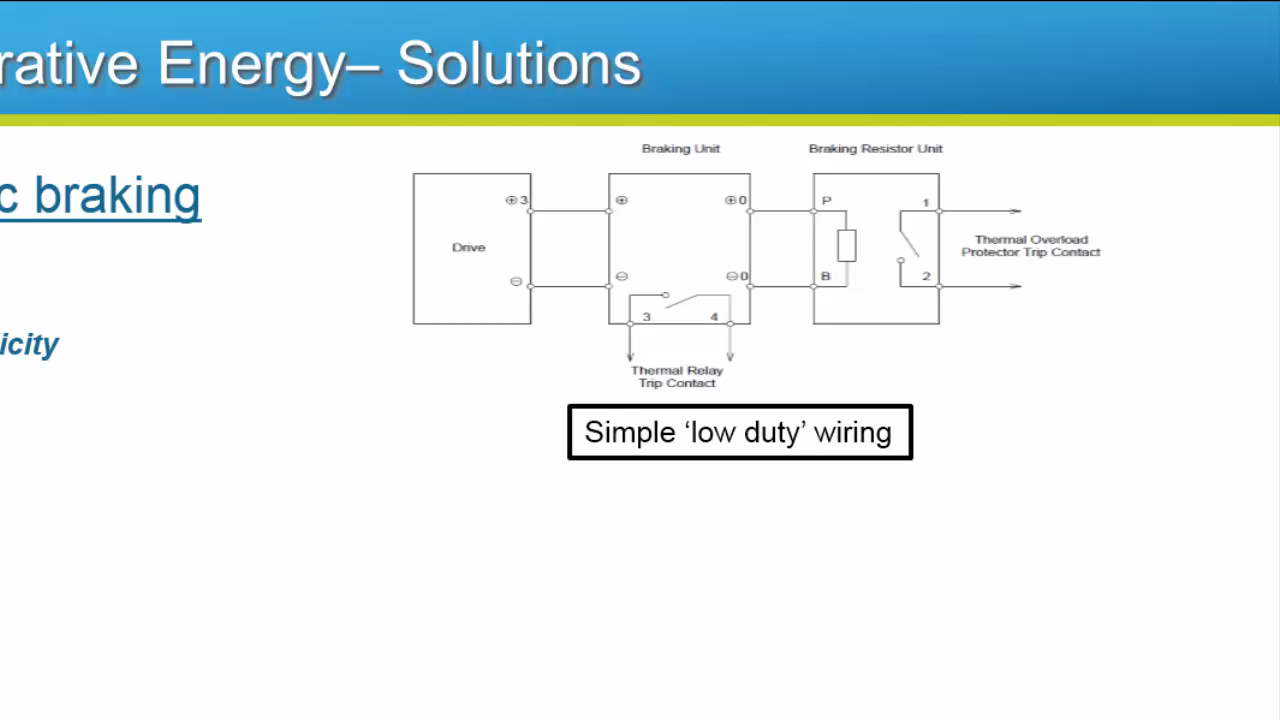 rative Energy– Solutions
c braking
icity
Braking Unit
Braking Resistor Unit
⊕3
⊕
⊕0
P
1
Drive
Thermal Overload
Protector Trip Contact
⊖
⊖
⊖0
B
2
3
4
Thermal Relay
Trip Contact
Simple ‘low duty’ wiring